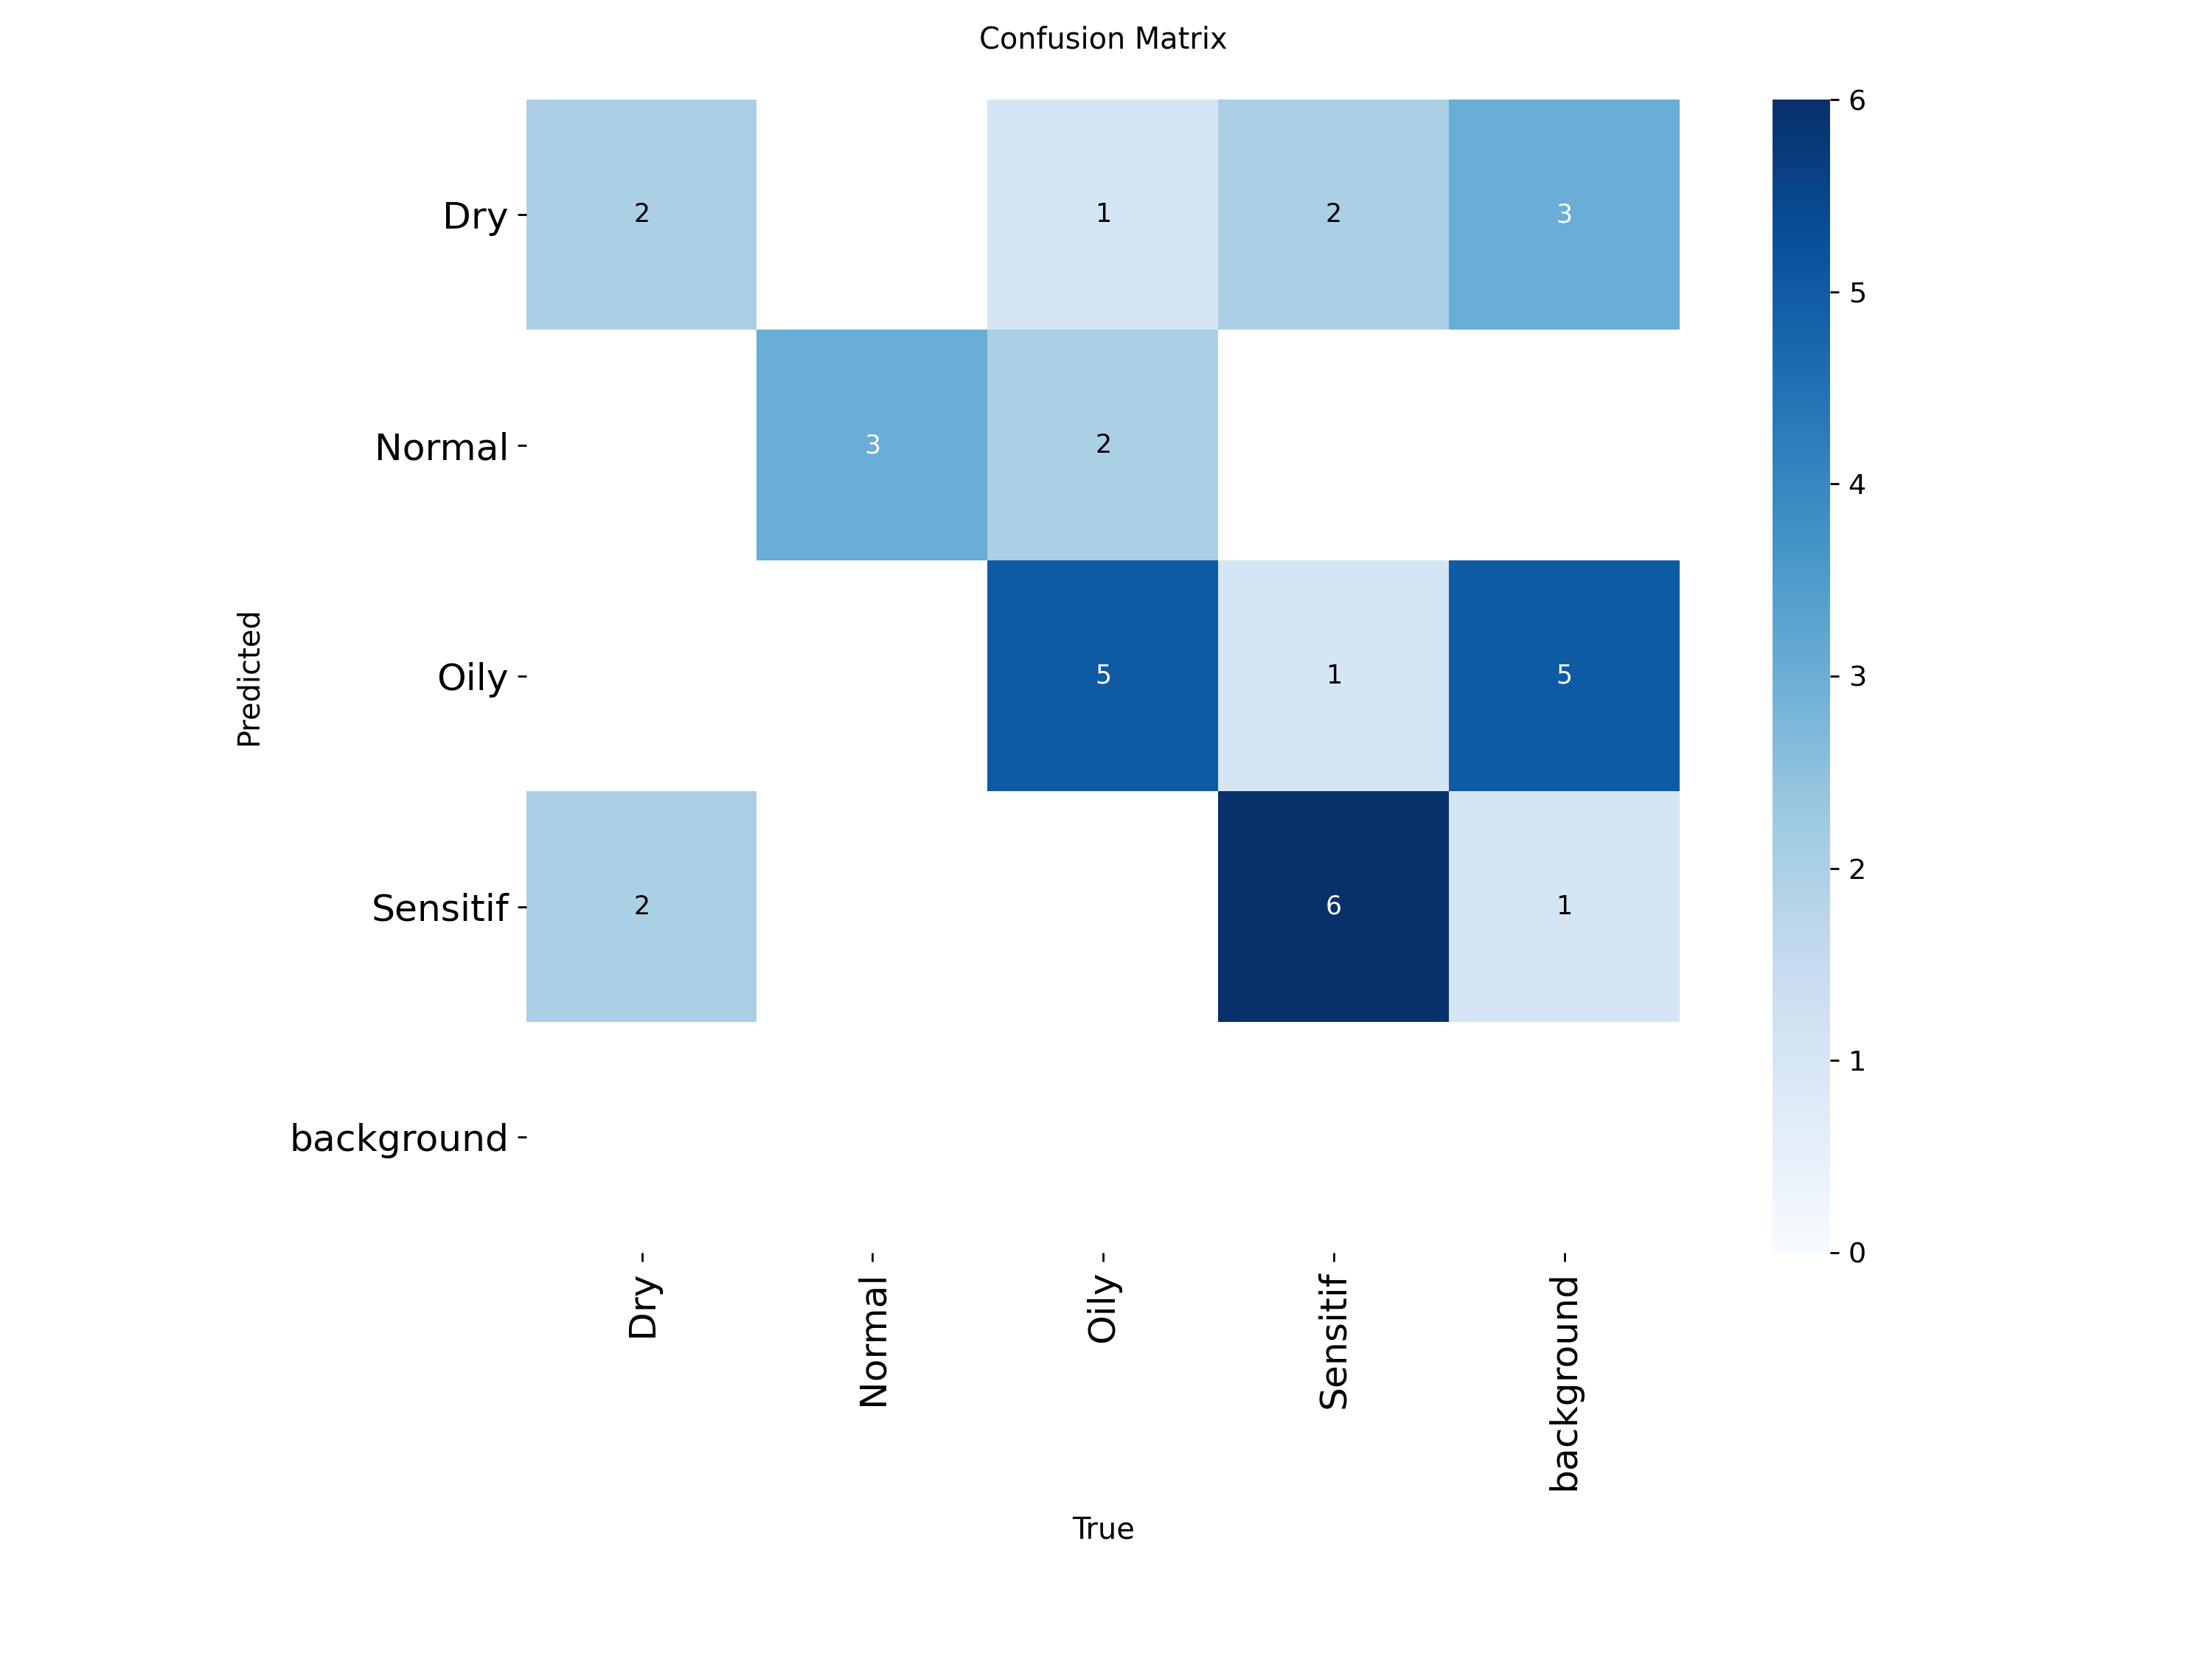 Confusion Matrix
Dry
2
1
2
3
Normal
3
2
Oily
5
1
5
Sensitif
2
6
1
background
Predicted
Dry
Normal
Oily
Sensitif
background
True
6
5
4
3
2
1
0